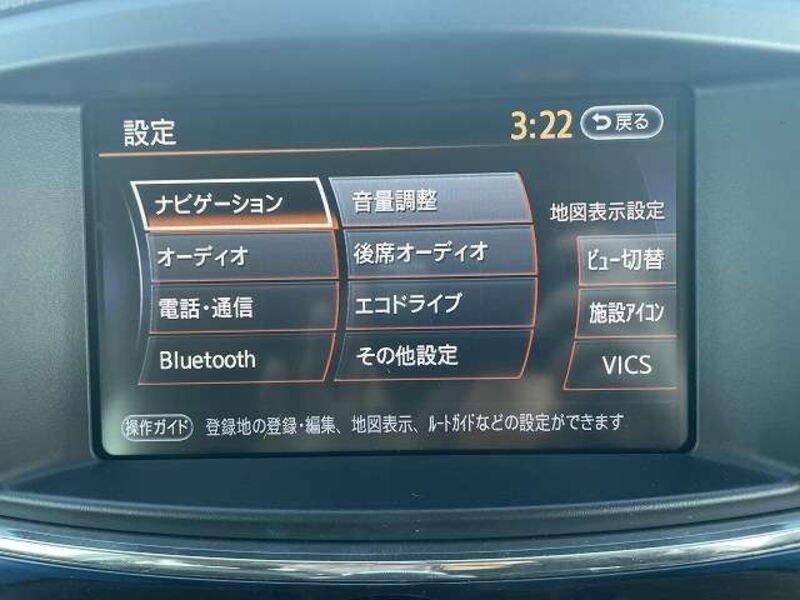 設定
3:22
戻る
ナビゲーション
音量調整
地図表示設定
オーディオ
後席オーディオ
ビュー切替
電話・通信
エコドライブ
施設アイコン
Bluetooth
その他設定
VICS
操作ガイド 登録地の登録・編集、地図表示、ルートガイドなどの設定ができます